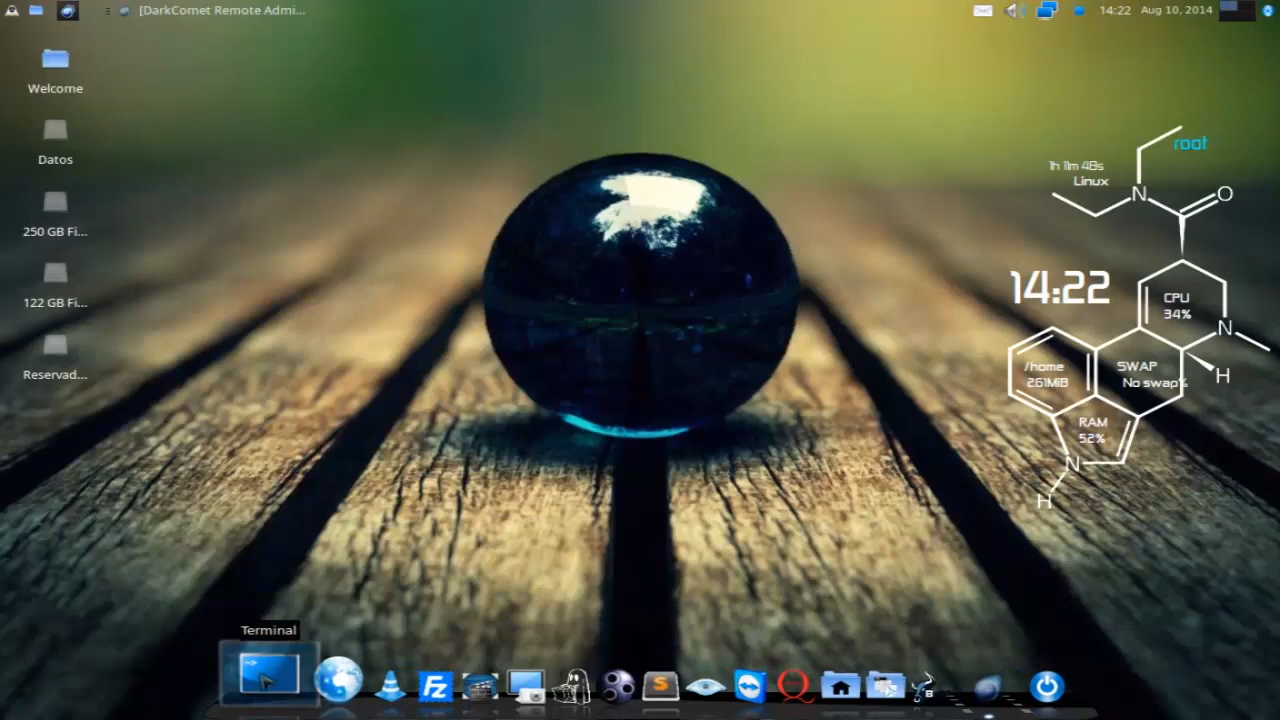 [DarkComet Remote Admi...
14:22 Aug 10, 2014
Welcome
Datos
250 GB Fi...
122 GB Fi...
Reservad...
root
1h 11m 48s
Linux
N
O
14:22
CPU
34%
N
/home
261MiB
SWAP
No swap%
H
RAM
52%
N
H
Terminal
FZ
S
B